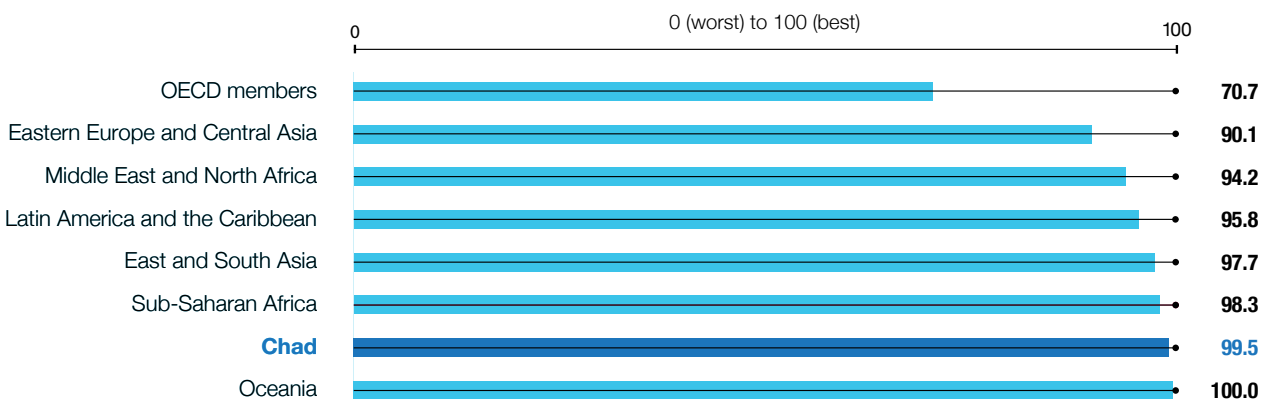 0 (worst) to 100 (best)
0 100
OECD members 70.7
Eastern Europe and Central Asia 90.1
Middle East and North Africa 94.2
Latin America and the Caribbean 95.8
East and South Asia 97.7
Sub-Saharan Africa 98.3
Chad 99.5
Oceania 100.0